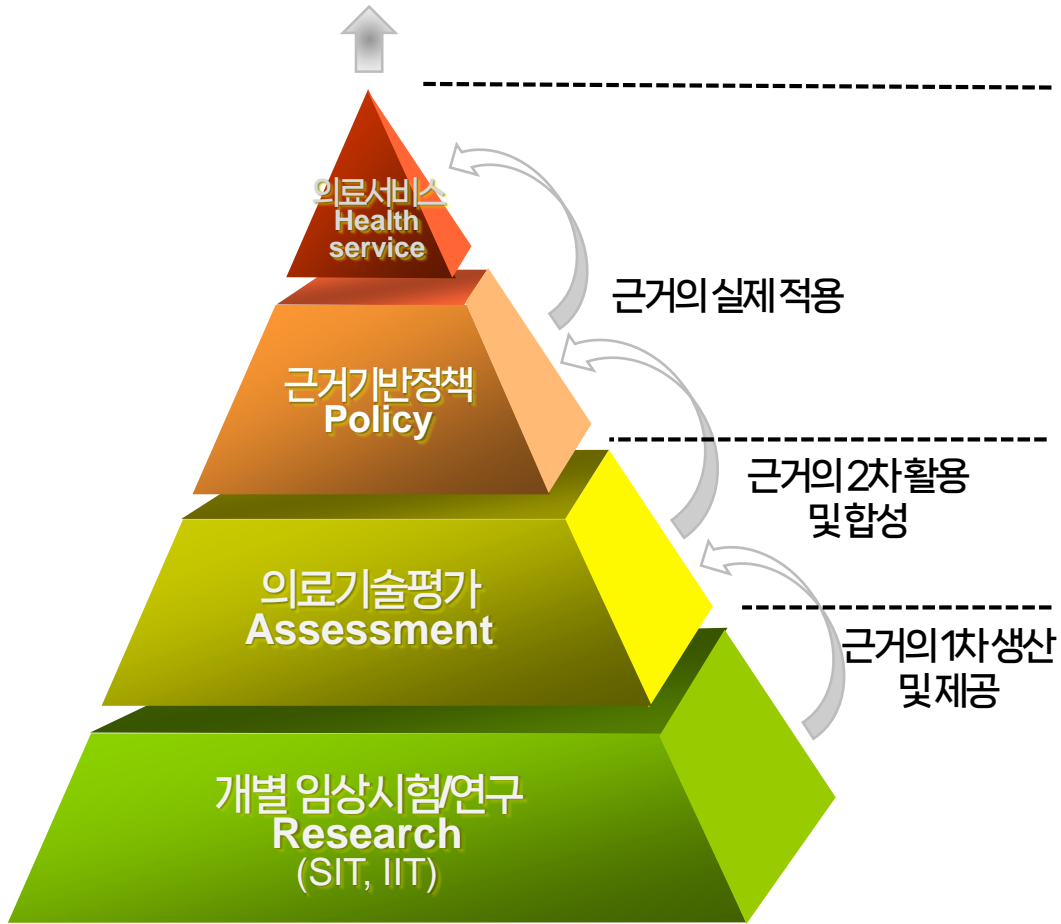 의료서비스
Health
service
근거의 실제 적용
근거기반정책
Policy
근거의 2차 활용
및 합성
의료기술평가
Assessment
근거의 1차 생산
및 제공
개별 임상시험/연구
Research
(SIT, IIT)